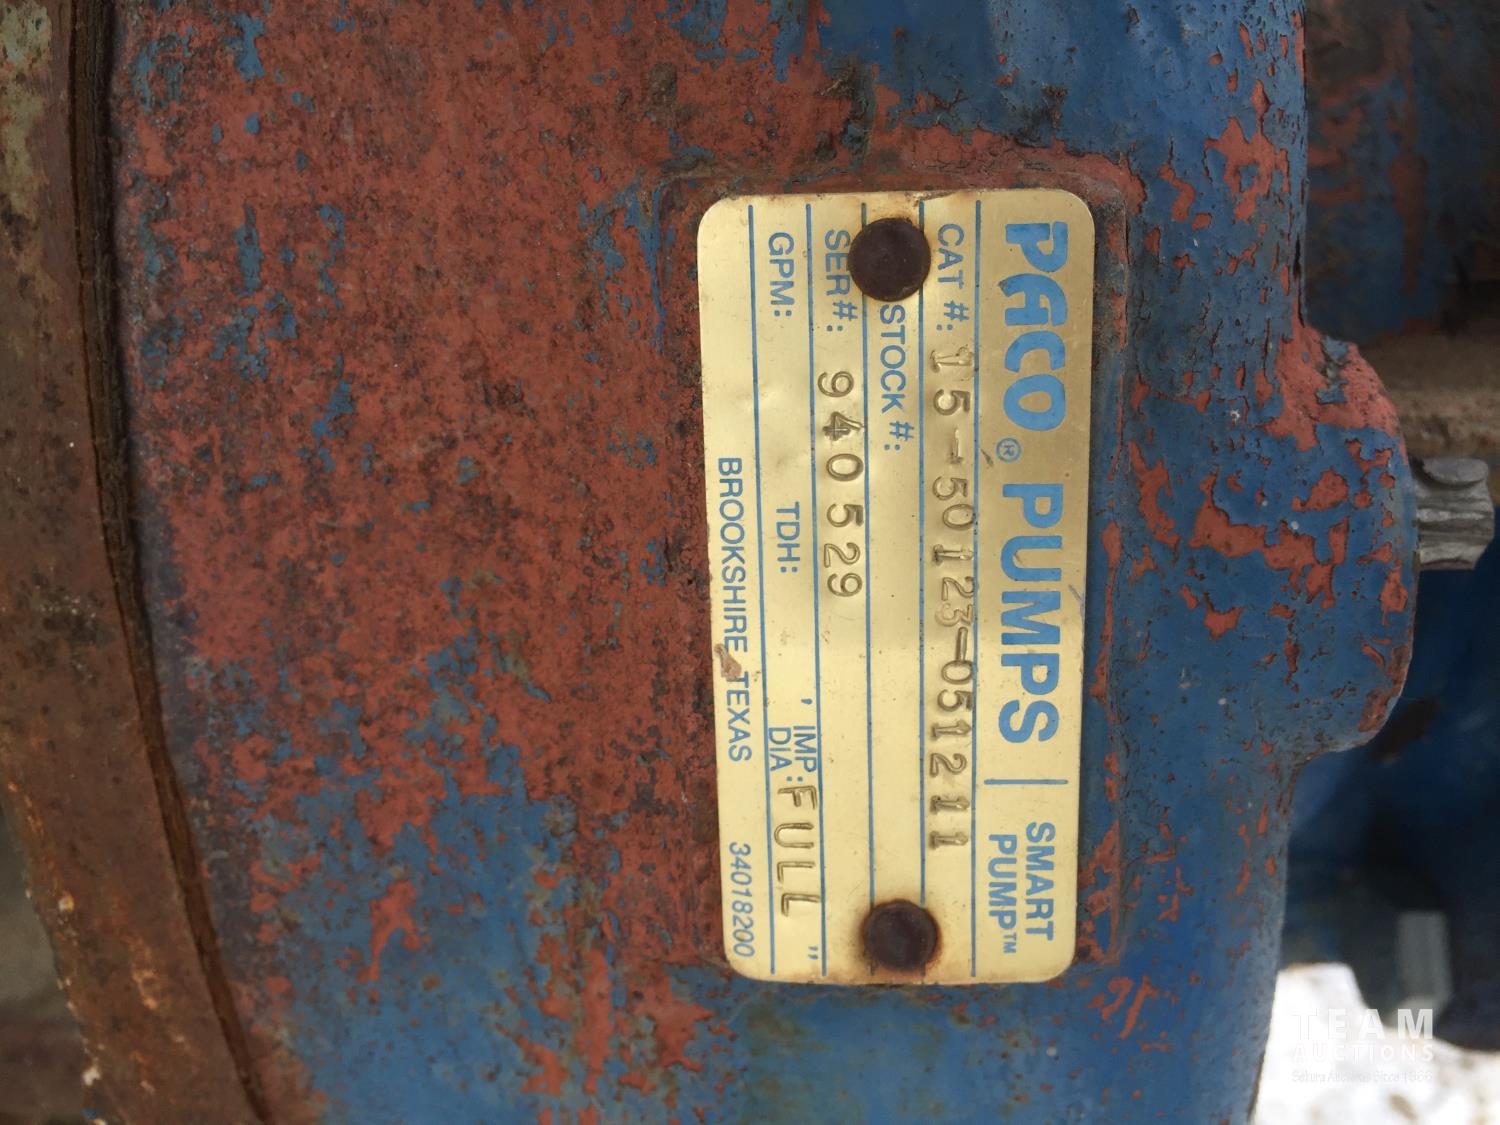 PACO® PUMPS | SMART PUMP™
CAT #: 15-50123-051211
STOCK #:
SER#: 940529
GPM: TDH: ' IMP DIA: FULL "
BROOKSHIRE, TEXAS 34018200
TEAM
AUCTIONS